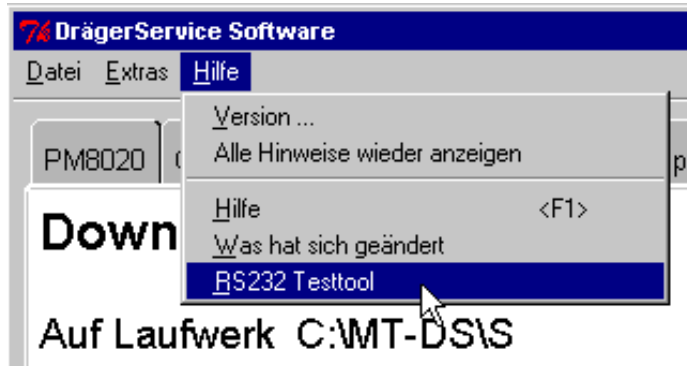 DrägerService Software
Datei Extras Hilfe
Version ...
Alle Hinweise wieder anzeigen
PM8020
Hilfe <F1>
Was hat sich geändert
RS232 Testtool
Down
Auf Laufwerk C:\MT-DS\S